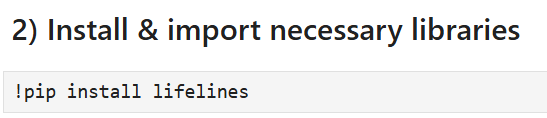 2) Install & import necessary libraries
!pip install lifelines